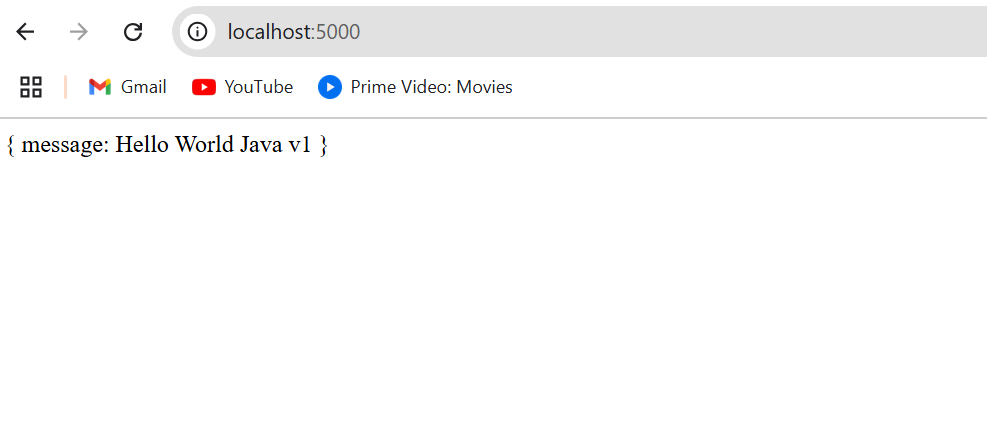 localhost:5000
Gmail YouTube Prime Video: Movies
{ message: Hello World Java v1 }